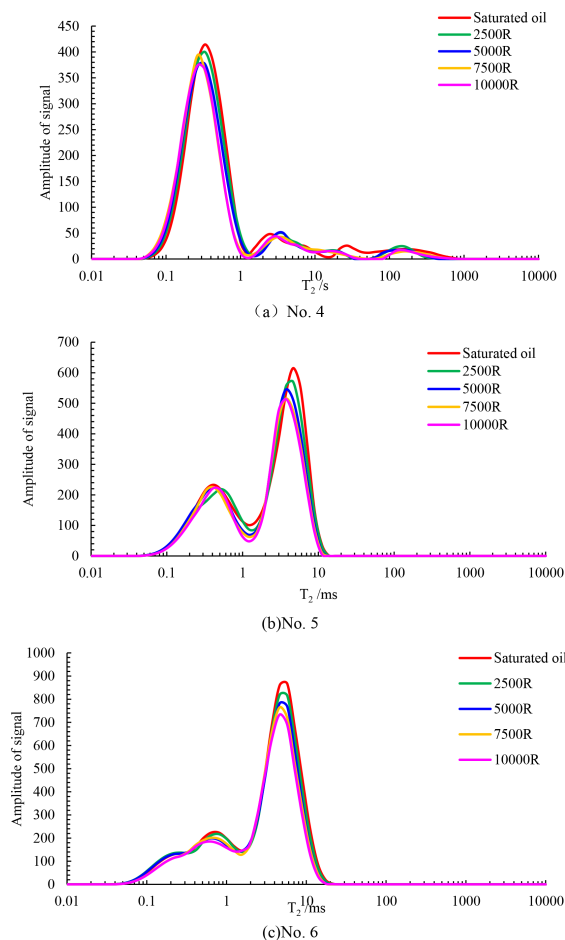 Amplitude of signal
450
400
350
300
250
200
150
100
50
0
0.01 0.1 1 10 100 1000 10000
T2 /s
Saturated oil
2500R
5000R
7500R
10000R
（a）No. 4
Amplitude of signal
700
600
500
400
300
200
100
0
0.01 0.1 1 10 100 1000 10000
T2 /ms
Saturated oil
2500R
5000R
7500R
10000R
(b)No. 5
Amplitude of signal
1000
900
800
700
600
500
400
300
200
100
0
0.01 0.1 1 10 100 1000 10000
T2/ms
Saturated oil
2500R
5000R
7500R
10000R
(c)No. 6